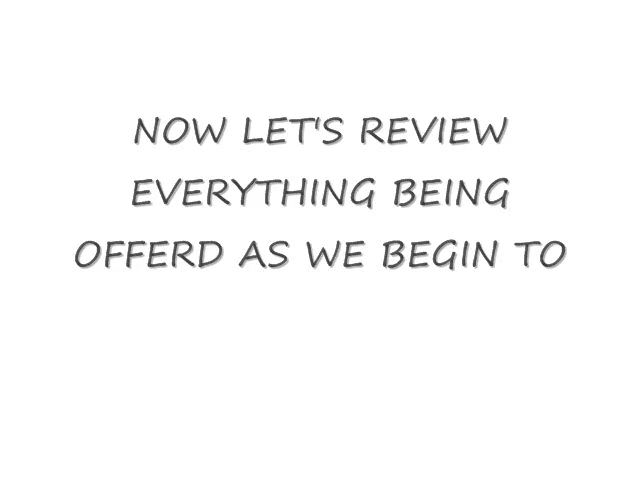 NOW LET'S REVIEW
EVERYTHING BEING
OFFERD AS WE BEGIN TO